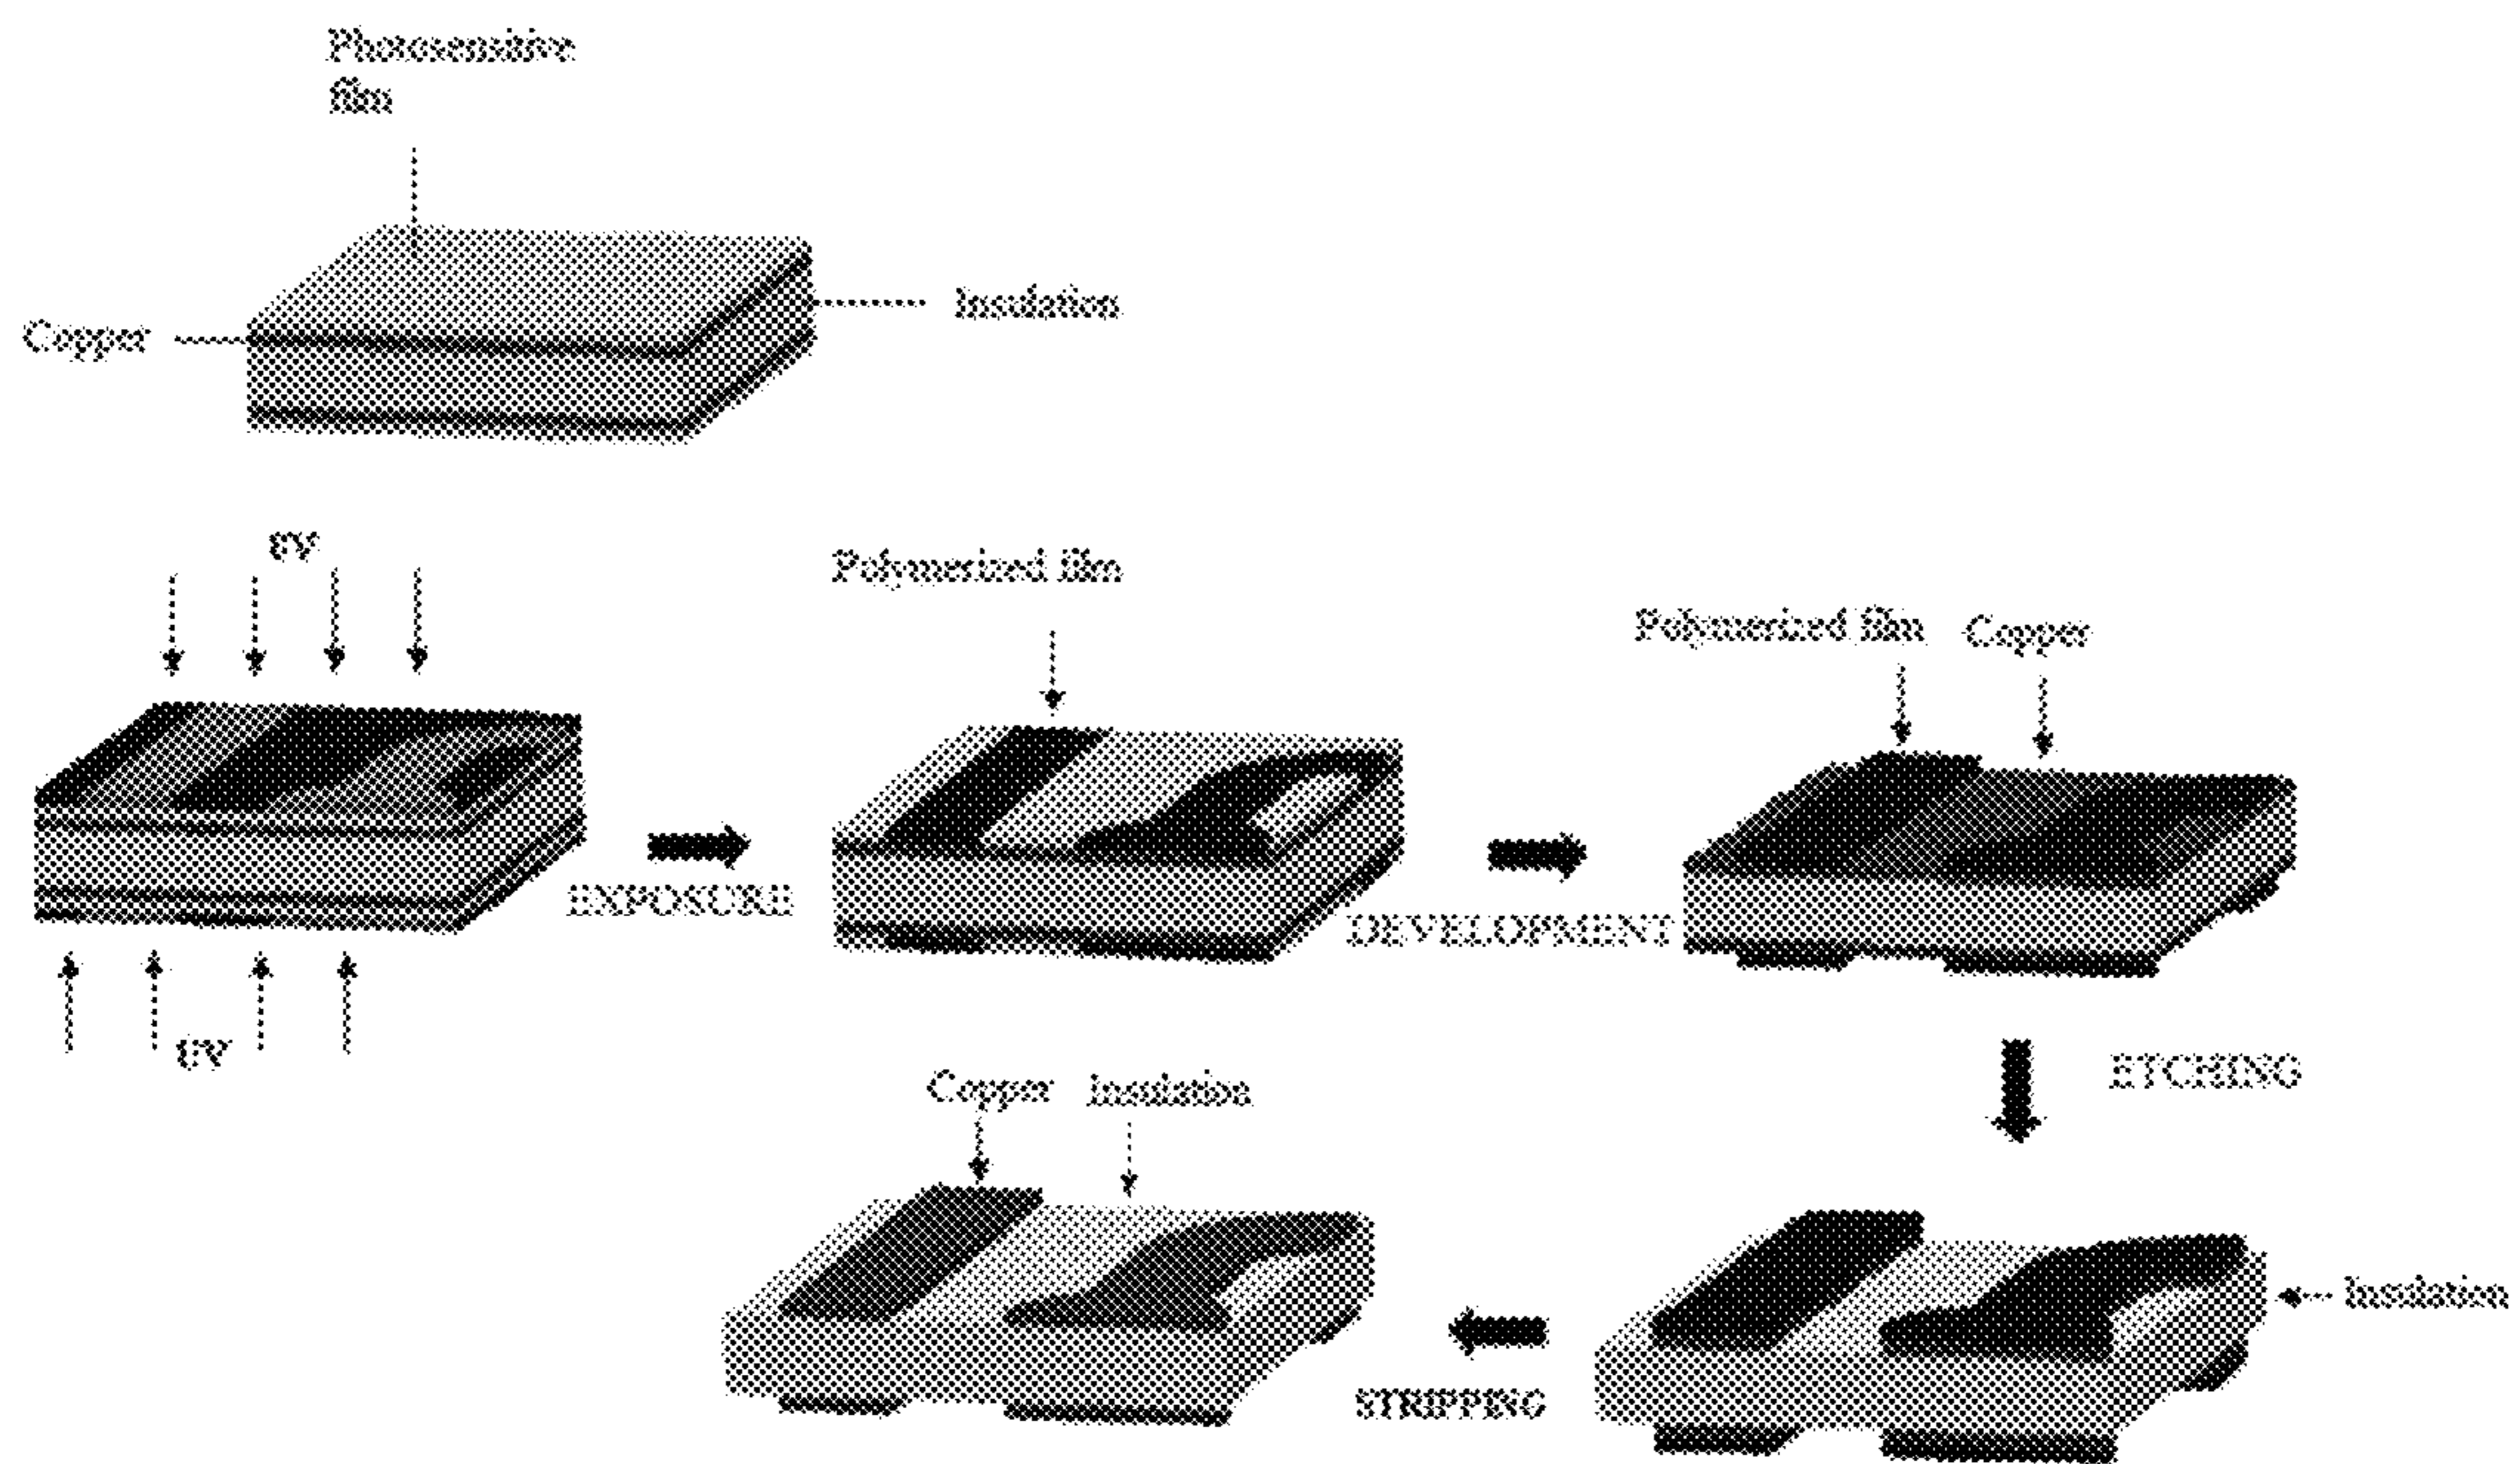 Photosensitive
film
Copper
Insulation
UV
Polymerized film
Polymerized film
Copper
EXPOSURE
DEVELOPMENT
UV
Copper
Insulation
ETCHING
Insulation
STRIPPING